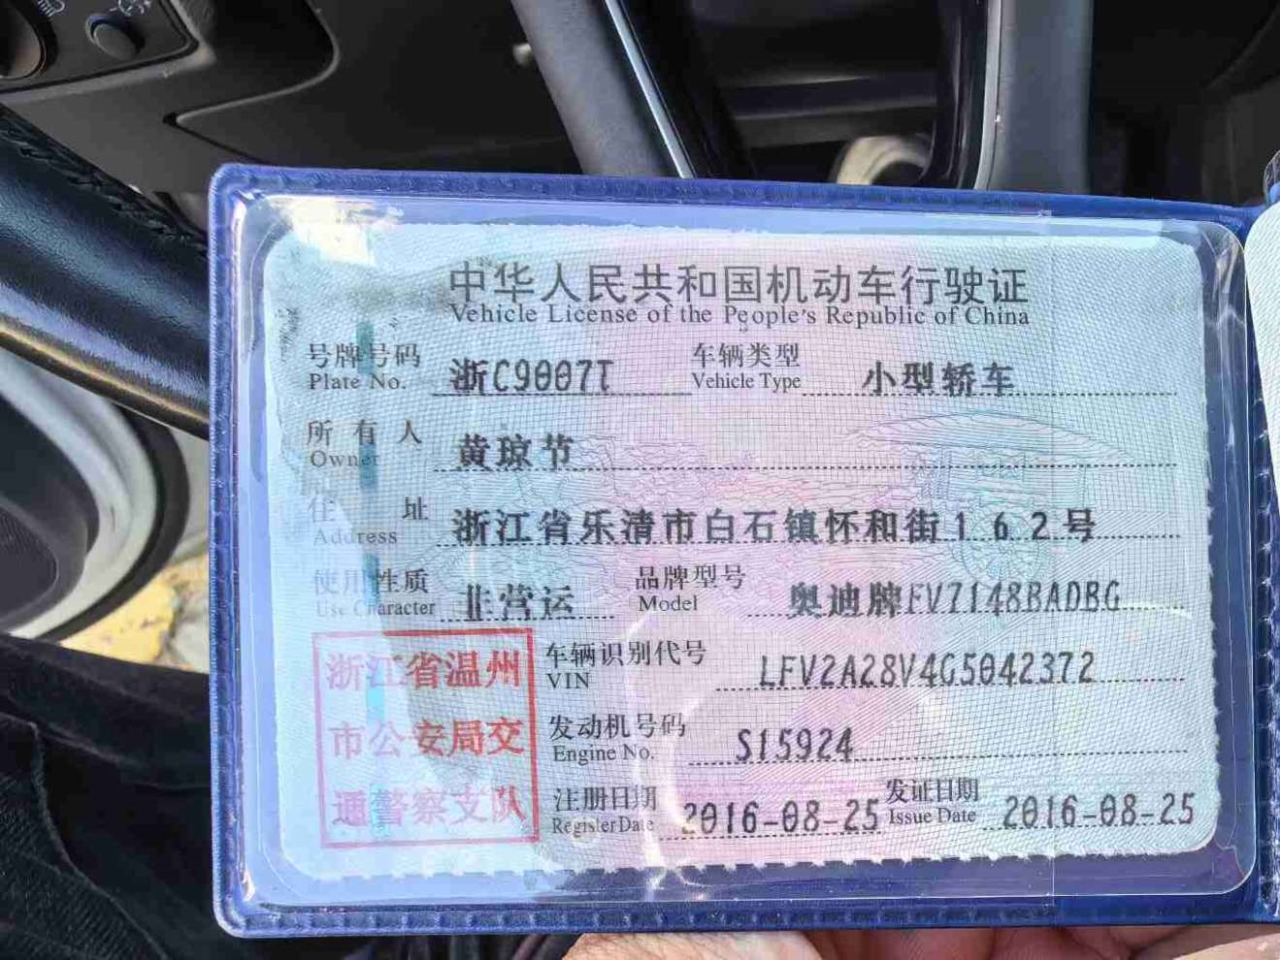 中华人民共和国机动车行驶证
Vehicle License of the People's Republic of China
号牌号码 浙C9007T 车辆类型 小型轿车
Plate No. Vehicle Type
所有人 黄琼节
Owner
住址 浙江省乐清市白石镇怀和街162号
Address
使用性质 非营运 品牌型号 奥迪牌FV7148BADBG
Use Character Model
浙江省温州
市公安局交
通警察支队
车辆识别代号 LFV2A28V4G5042372
VIN
发动机号码 S15924
Engine No.
注册日期 2016-08-25 发证日期 2016-08-25
Register Date Issue Date